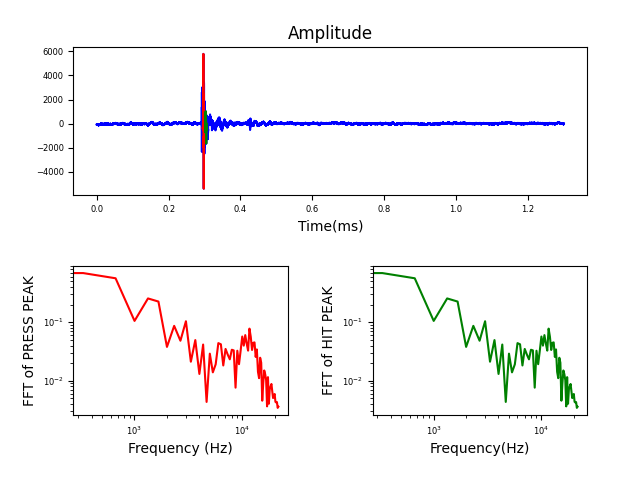 Amplitude
6000
4000
2000
0
−2000
−4000
0.0 0.2 0.4 0.6 0.8 1.0 1.2
Time(ms)
FFT of PRESS PEAK
10⁻¹
10⁻²
10³ 10⁴
Frequency (Hz)
FFT of HIT PEAK
10⁻¹
10⁻²
10³ 10⁴
Frequency(Hz)